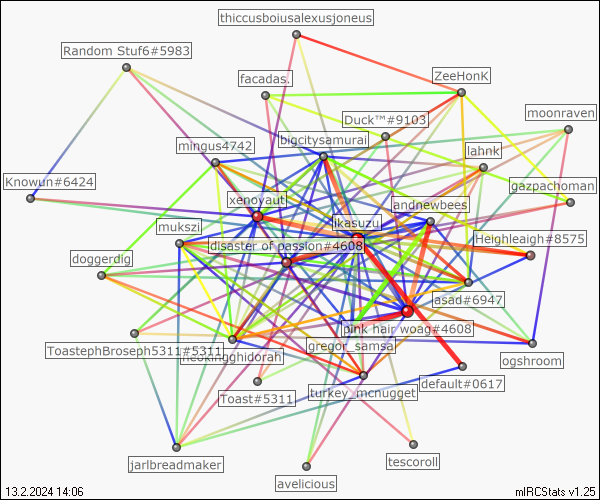 thiccusboiusalexusjoneus
Random Stuf6#5983
ZeeHonK
facadas.
moonraven
Duck™#9103
bigcitysamurai
mingus4742
lahnk
Knowun#6424
gazpachoman
xenoyaut
andnewbees
ikasuzu
mukszi
Heighleaigh#8575
disaster of passion#4608
doggerdig
asad#6947
pink hair woag#4608
gregor_samsa
ToastephBroseph5311#5311
neckingghidorah
ogshroom
default#0617
turkey_mcnugget
Toast#5311
jarlbreadmaker
tescoroll
avelicious
13.2.2024 14:06
mIRCStats v1.25